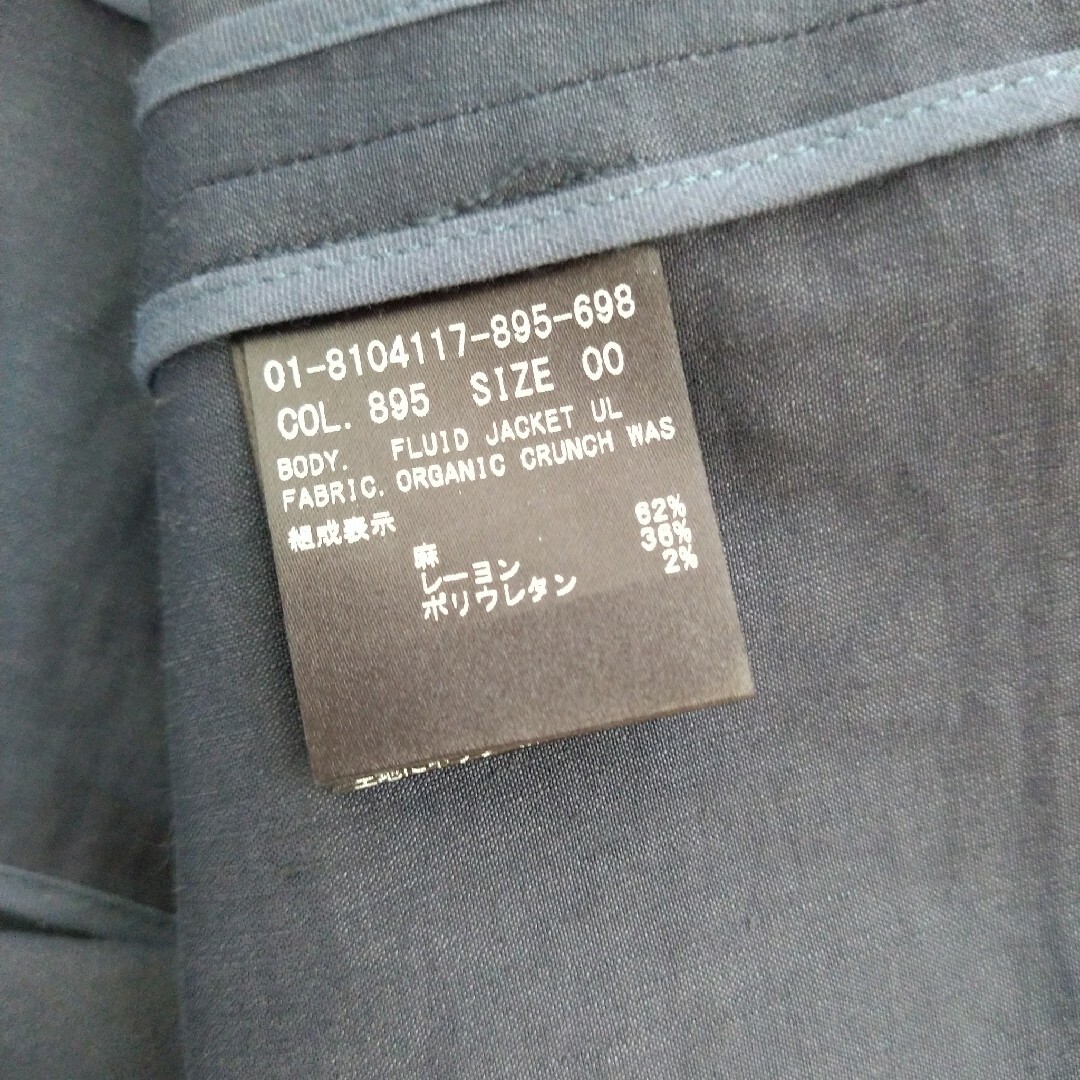 01-8104117-895-698
COL. 895 SIZE 00
BODY. FLUID JACKET UL
FABRIC. ORGANIC CRUNCH WAS
組成表示
麻 62%
レーヨン 36%
ポリウレタン 2%